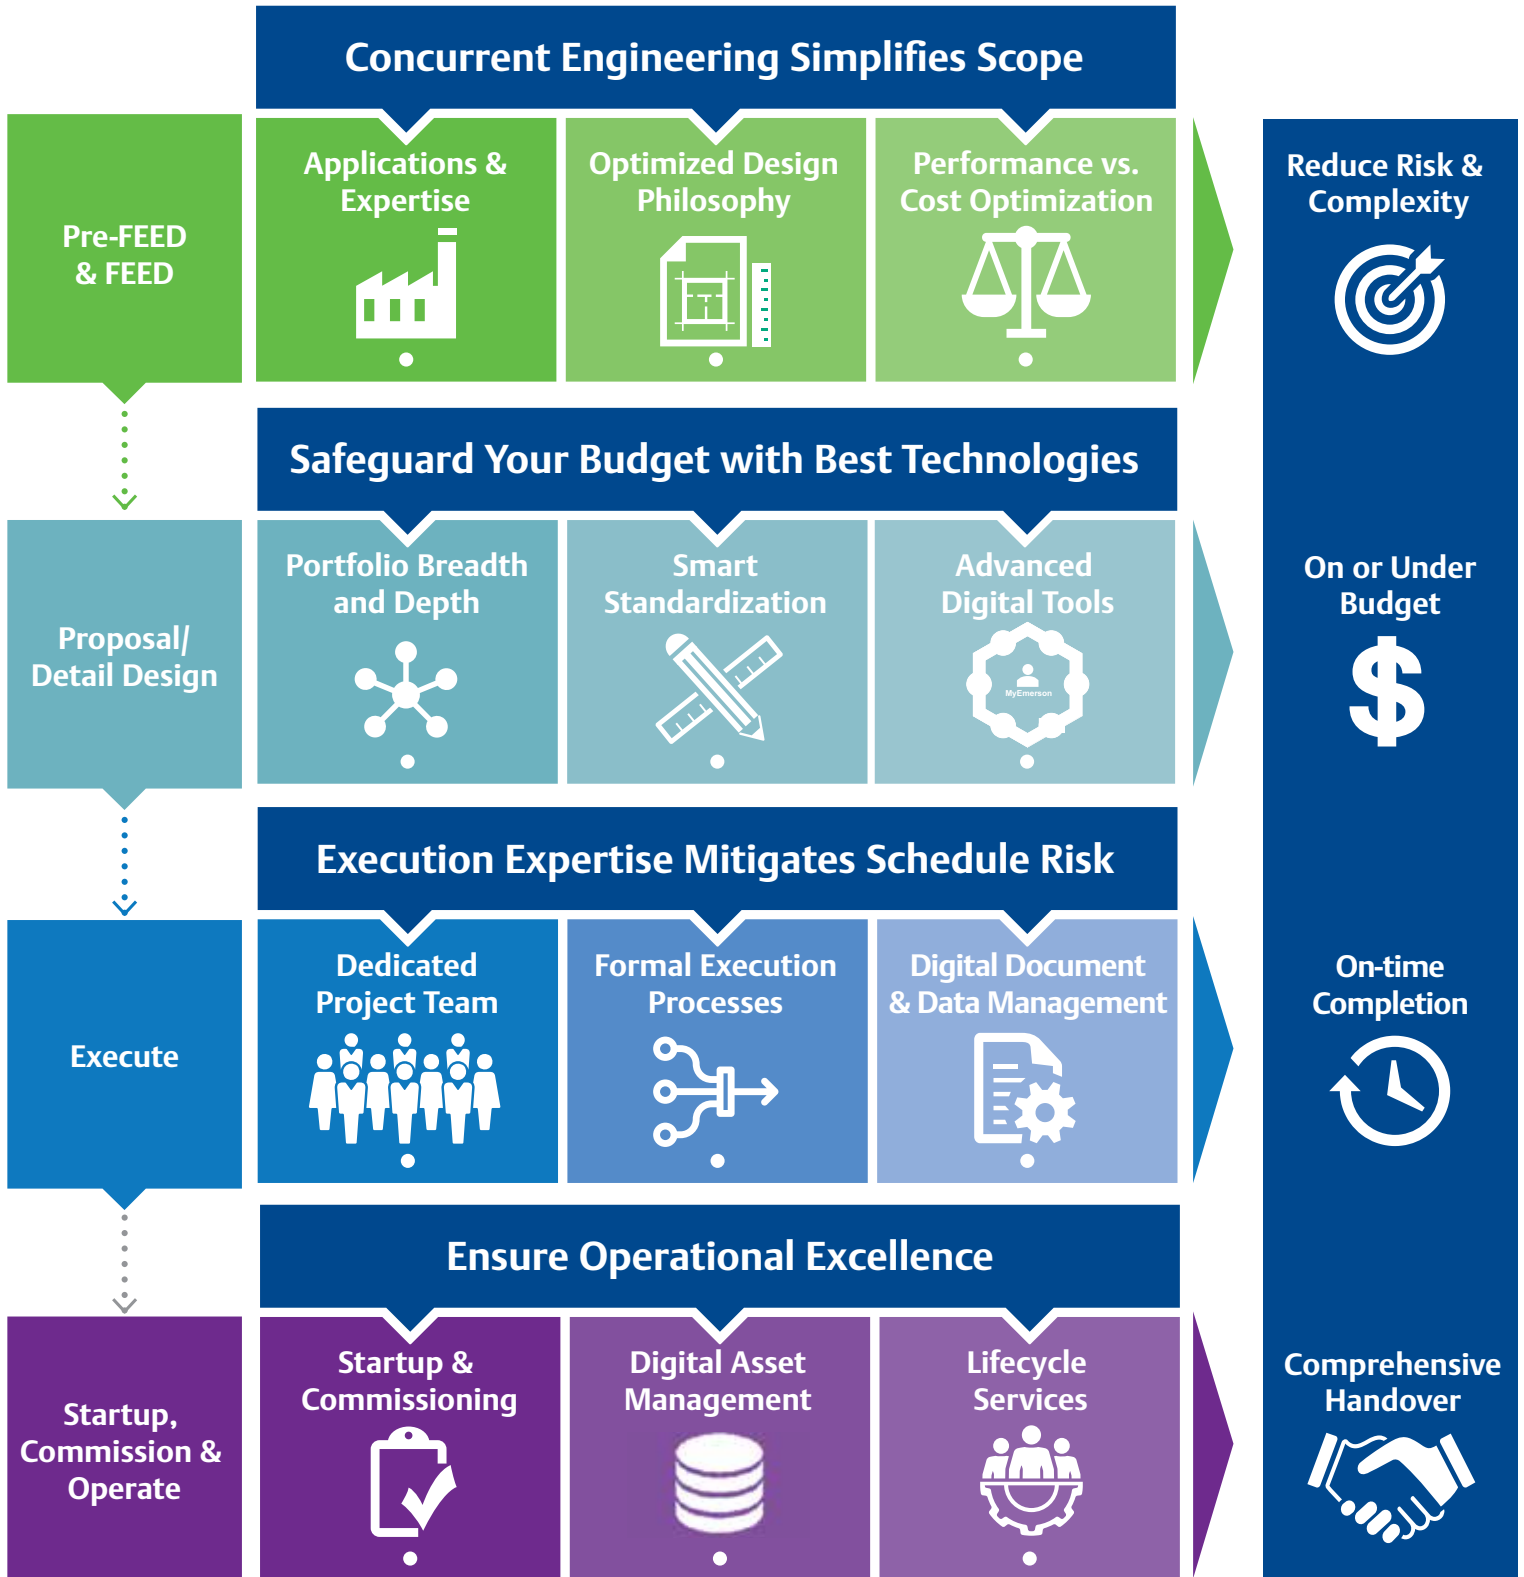 Concurrent Engineering Simplifies Scope
Pre-FEED
& FEED
Applications &
Expertise
Optimized Design
Philosophy
Performance vs.
Cost Optimization
Reduce Risk &
Complexity
Safeguard Your Budget with Best Technologies
Proposal/
Detail Design
Portfolio Breadth
and Depth
Smart
Standardization
Advanced
Digital Tools
MyEmerson
On or Under
Budget
$
Execution Expertise Mitigates Schedule Risk
Execute
Dedicated
Project Team
Formal Execution
Processes
Digital Document
& Data Management
On-time
Completion
Ensure Operational Excellence
Startup,
Commission &
Operate
Startup &
Commissioning
Digital Asset
Management
Lifecycle
Services
Comprehensive
Handover